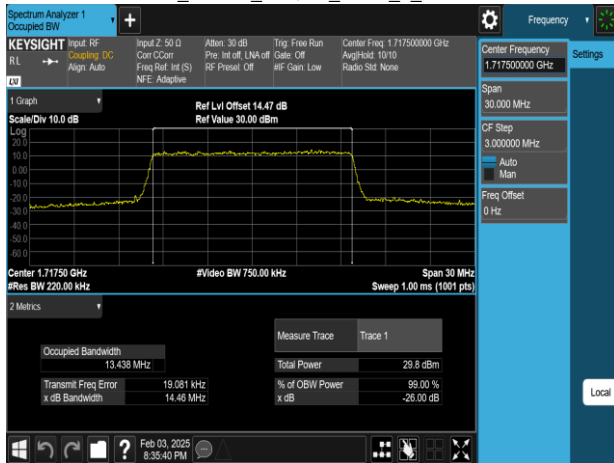 Spectrum Analyzer 1
Occupied BW
Frequency
KEYSIGHT
RL
LXI
Input: RF
Coupling: DC
Align: Auto
Input Z: 50 Ω
Corr CCorr
Freq Ref: Int (S)
NFE: Adaptive
Atten: 30 dB
Pre: Int off, LNA off
RF Preset: Off
Trig: Free Run
Gate: Off
#IF Gain: Low
Center Freq: 1.717500000 GHz
Avg|Hold: 10/10
Radio Std: None
Center Frequency
1.717500000 GHz
Settings
Span
30.000 MHz
CF Step
3.000000 MHz
Auto
Man
Freq Offset
0 Hz
Local
1 Graph
Scale/Div 10.0 dB
Ref Lvl Offset 14.47 dB
Ref Value 30.00 dBm
Log
20.0
10.0
0.00
-10.0
-20.0
-30.0
-40.0
-50.0
-60.0
Center 1.71750 GHz
#Video BW 750.00 kHz
Span 30 MHz
#Res BW 220.00 kHz
Sweep 1.00 ms (1001 pts)
2 Metrics
Measure Trace Trace 1
Occupied Bandwidth
13.438 MHz
Total Power 29.8 dBm
Transmit Freq Error 19.081 kHz
% of OBW Power 99.00 %
x dB Bandwidth 14.46 MHz
x dB -26.00 dB
?
Feb 03, 2025
8:35:40 PM